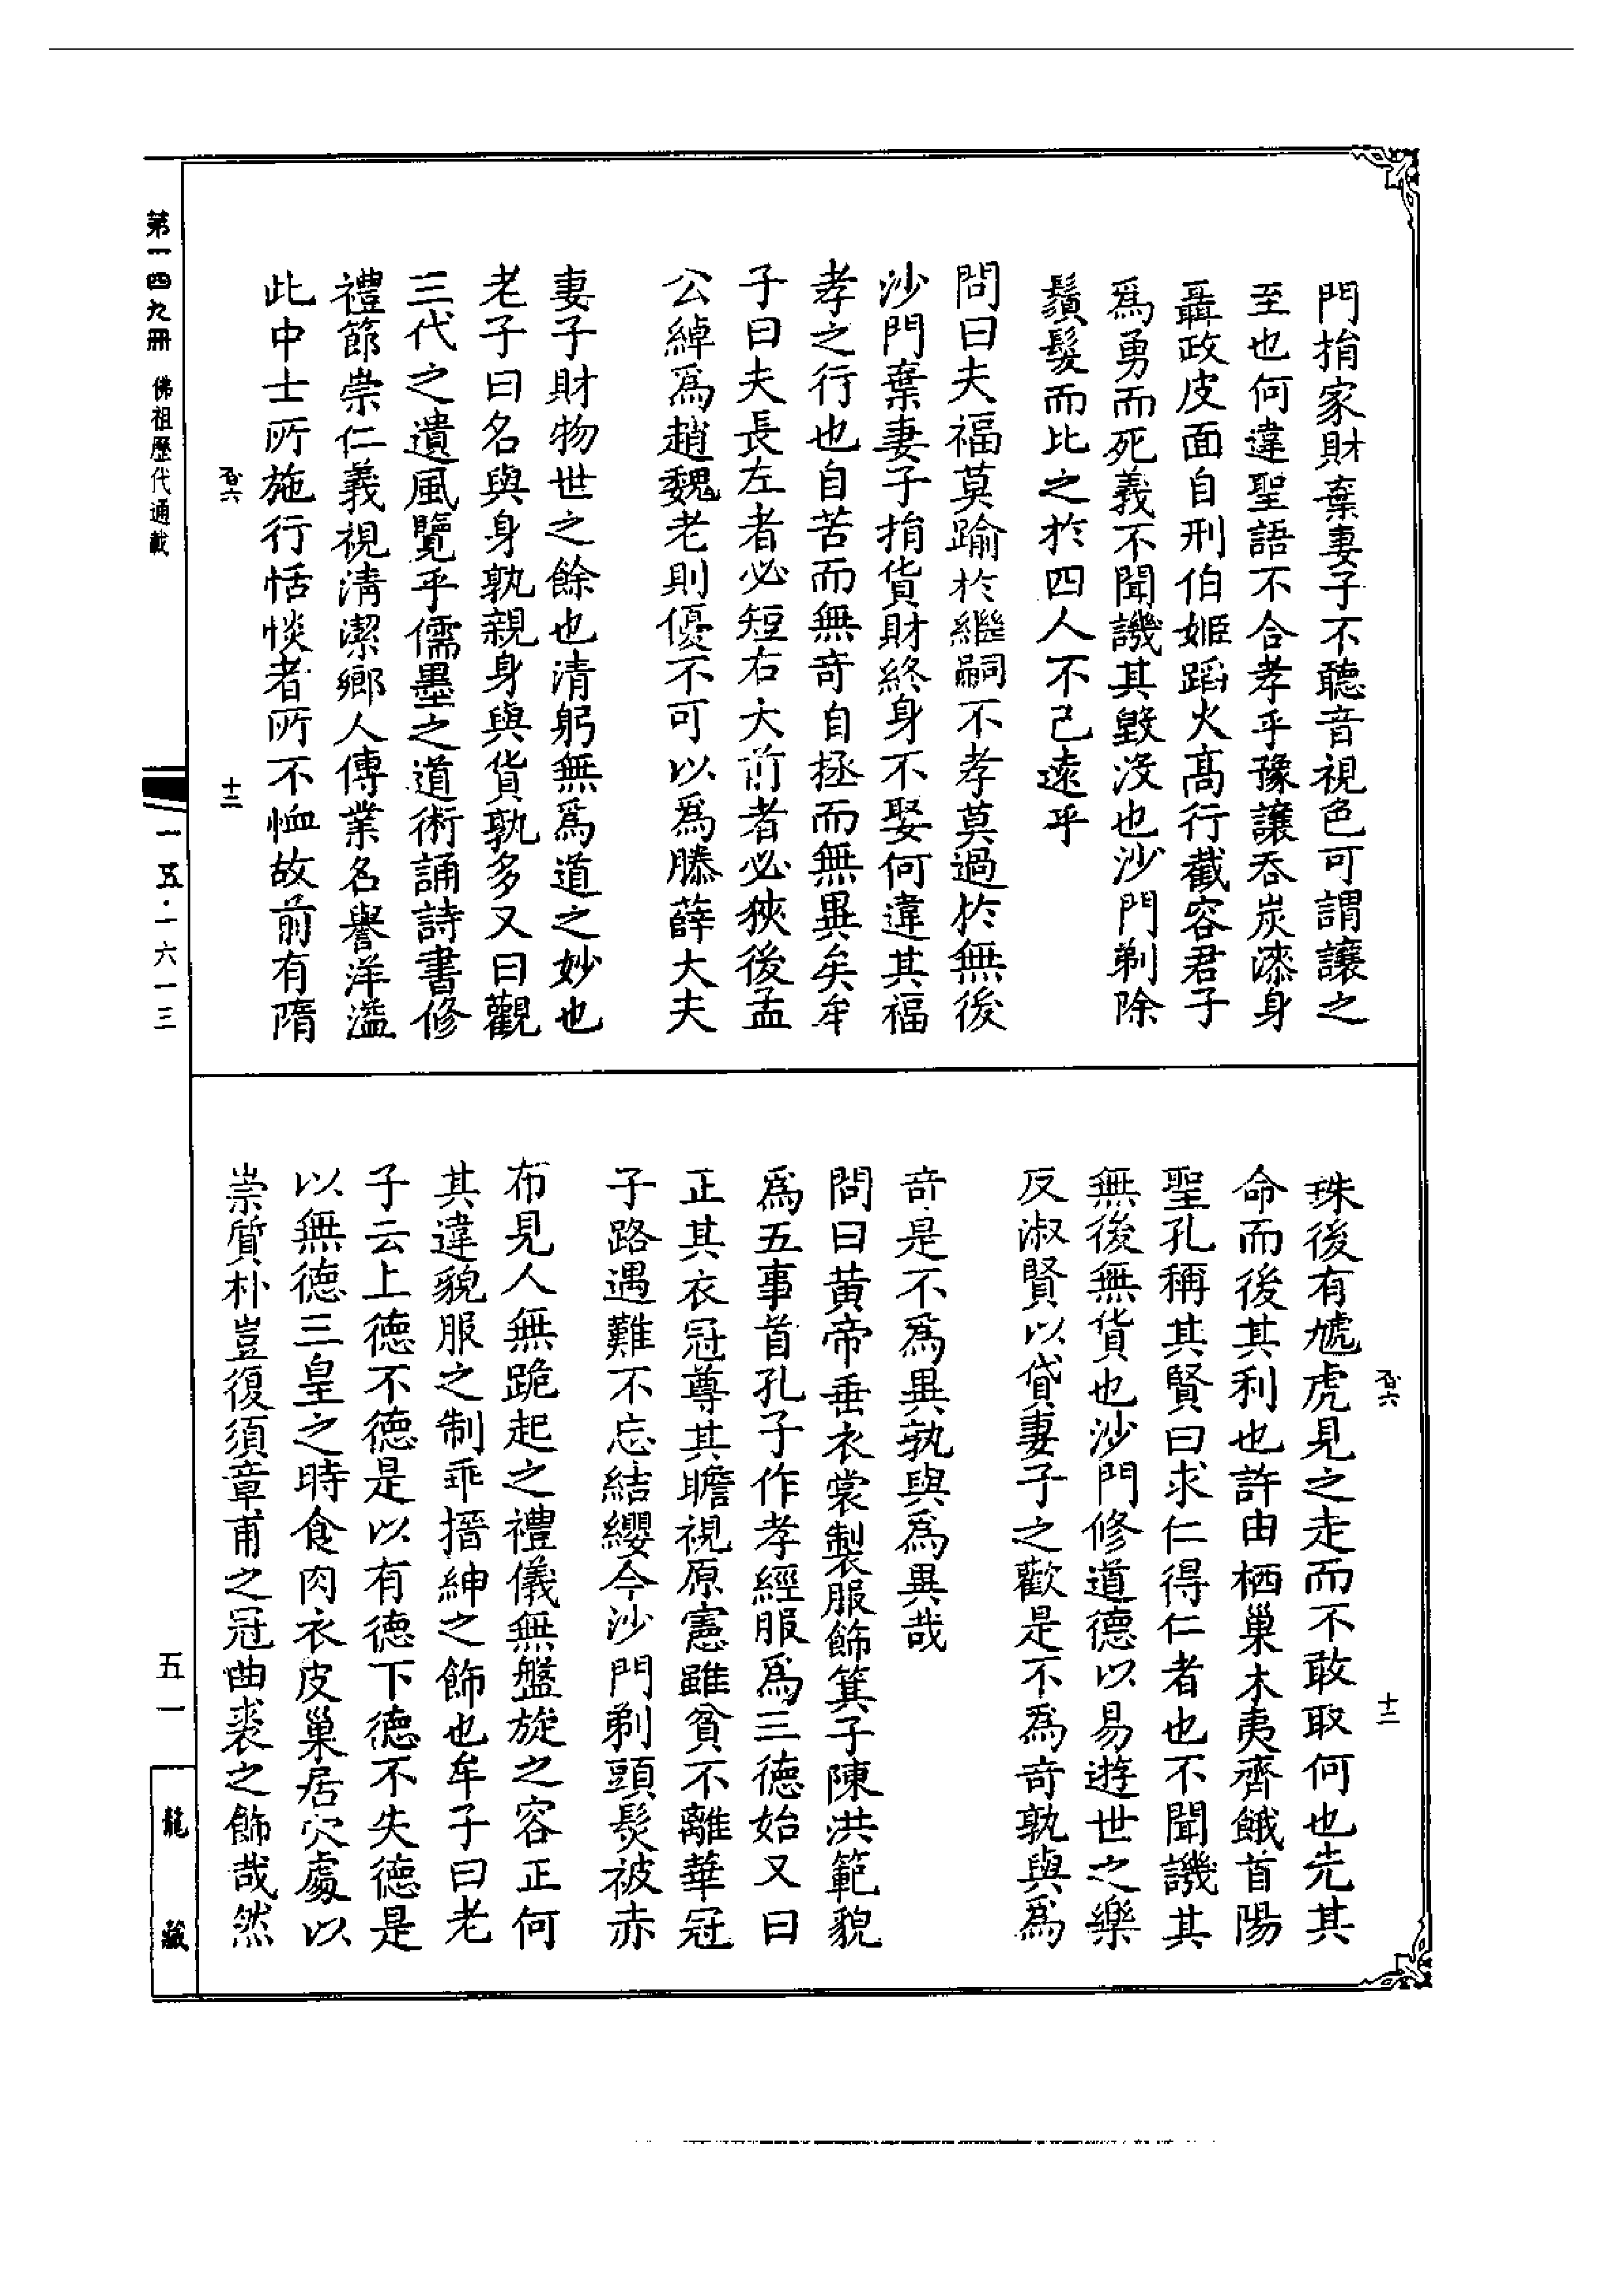 門捐家財棄妻子不聽音視色可謂讓之
至也何違聖語不合孝乎豫讓吞炭漆身
聶政皮面自刑伯姬蹈火高行截容君子
爲勇而死義不聞譏其毀没也沙門剃除
鬚髮而比之於四人不已遠乎
問曰夫福莫踰於繼嗣不孝莫過於無後
沙門棄妻子捐貨財終身不娶何違其福
孝之行也自苦而無奇自拯而無異矣牟
子曰夫長左者必短右大前者必狹後孟
公綽爲趙魏老則優不可以爲滕薛大夫
妻子財物世之餘也清躬無爲道之妙也
老子曰名與身孰親身與貨孰多又曰觀
三代之遺風覽乎儒墨之道術誦詩書修
禮節崇仁義視清潔鄉人傳業名譽洋溢
此中士所施行恬惔者所不恤故前有隋
六
十二
珠後有虓虎見之走而不敢取何也先其
命而後其利也許由栖巢木夷齊餓首陽
聖孔稱其賢曰求仁得仁者也不聞譏其
無後無貨也沙門修道德以易遊世之樂
反淑賢以貸妻子之歡是不爲奇孰與爲
奇是不爲異孰與爲異哉
問曰黄帝垂衣裳製服飾箕子陳洪範貌
爲五事首孔子作孝經服爲三德始又曰
正其衣冠尊其瞻視原憲雖貧不離華冠
子路遇難不忘結纓今沙門剃頭髮被赤
布見人無跪起之禮儀無盤旋之容正何
其違貌服之制乖搢紳之飾也牟子曰老
子云上德不德是以有德下德不失德是
以無德三皇之時食肉衣皮巢居穴處以
崇質朴豈復須章甫之冠曲裘之飾哉然
六
十二
第一四九冊 佛祖歷代通載
一五·一六一三
五一
龍藏